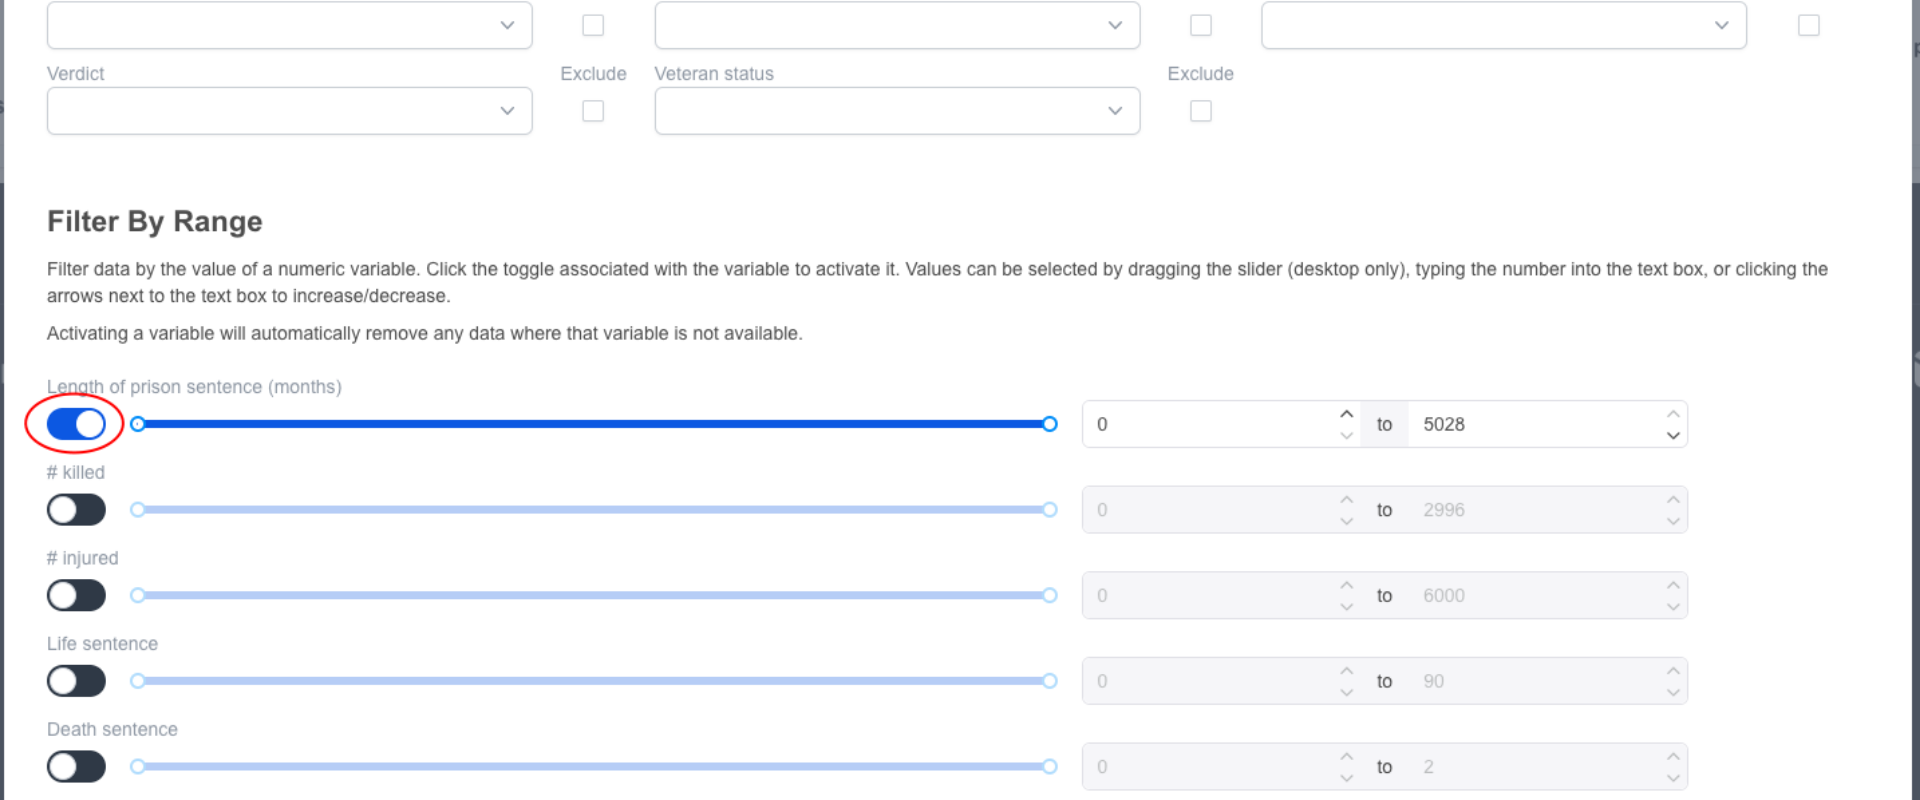 Verdict Exclude Veteran status Exclude
Filter By Range
Filter data by the value of a numeric variable. Click the toggle associated with the variable to activate it. Values can be selected by dragging the slider (desktop only), typing the number into the text box, or clicking the
arrows next to the text box to increase/decrease.
Activating a variable will automatically remove any data where that variable is not available.
Length of prison sentence (months)
0 to 5028
# killed
0 to 2996
# injured
0 to 6000
Life sentence
0 to 90
Death sentence
0 to 2